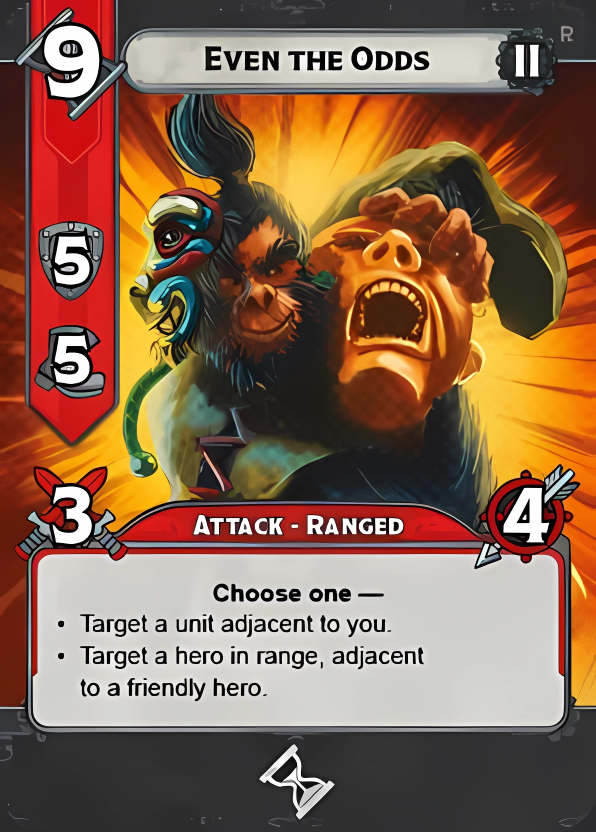 9
EVEN THE ODDS
II
R
5
5
3
ATTACK - RANGED
4
Choose one —
• Target a unit adjacent to you.
• Target a hero in range, adjacent
to a friendly hero.